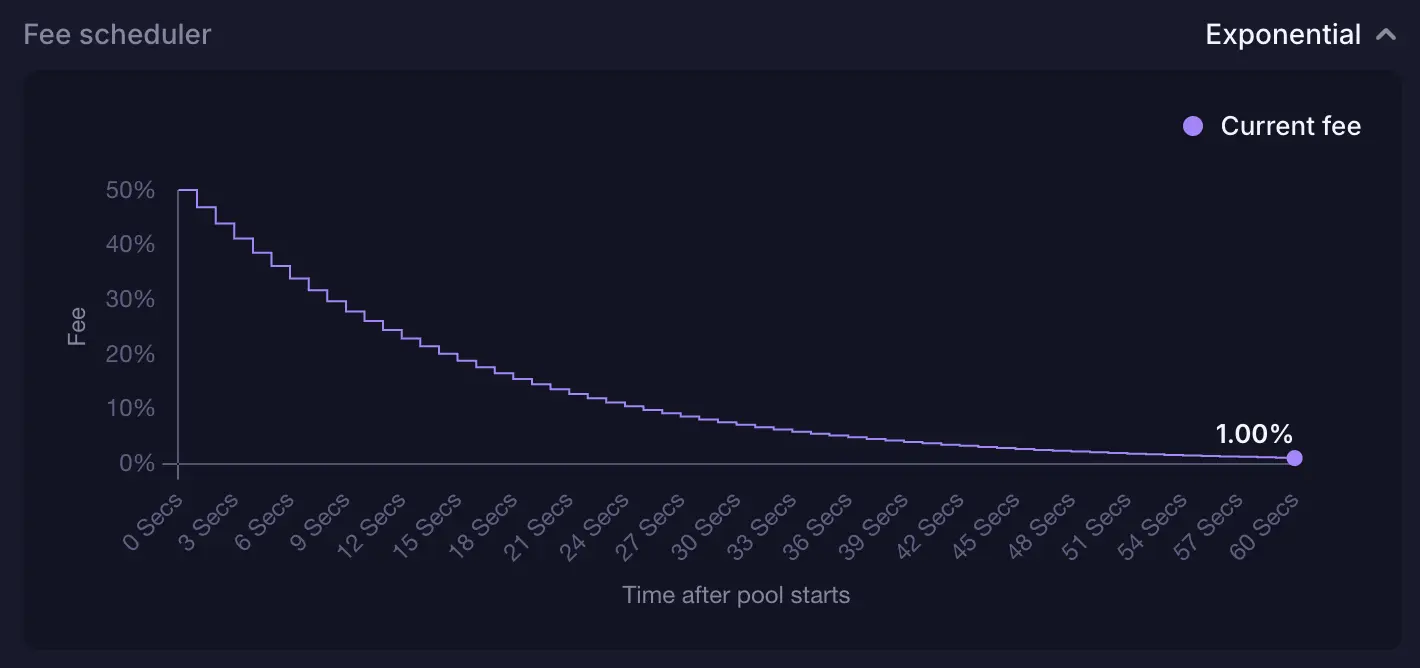 Fee scheduler
Exponential
Current fee
50%
40%
30%
20%
10%
0%
Fee
1.00%
0 Secs
3 Secs
6 Secs
9 Secs
12 Secs
15 Secs
18 Secs
21 Secs
24 Secs
27 Secs
30 Secs
33 Secs
36 Secs
39 Secs
42 Secs
45 Secs
48 Secs
51 Secs
54 Secs
57 Secs
60 Secs
Time after pool starts